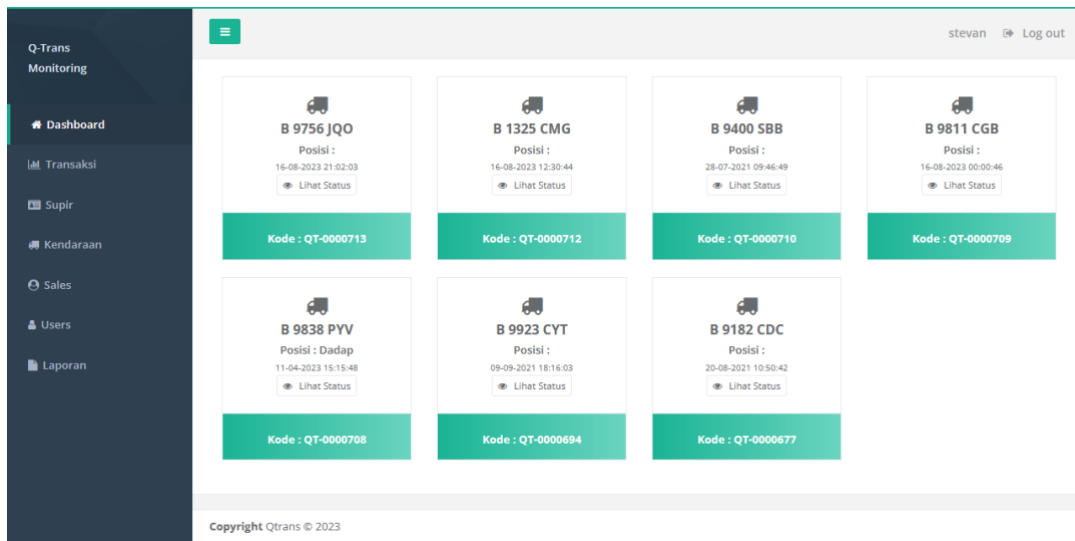 Q-Trans
Monitoring
Dashboard
Transaksi
Supir
Kendaraan
Sales
Users
Laporan
stevan Log out
B 9756 JQO
Posisi :
16-08-2023 21:02:03
Lihat Status
Kode : QT-0000713
B 1325 CMG
Posisi :
16-08-2023 12:30:44
Lihat Status
Kode : QT-0000712
B 9400 SBB
Posisi :
28-07-2021 09:46:49
Lihat Status
Kode : QT-0000710
B 9811 CGB
Posisi :
16-08-2023 00:00:46
Lihat Status
Kode : QT-0000709
B 9838 PYV
Posisi : Dadap
11-04-2023 15:15:48
Lihat Status
Kode : QT-0000708
B 9923 CYT
Posisi :
09-09-2021 18:16:03
Lihat Status
Kode : QT-0000694
B 9182 CDC
Posisi :
20-08-2021 10:50:42
Lihat Status
Kode : QT-0000677
Copyright Qtrans © 2023